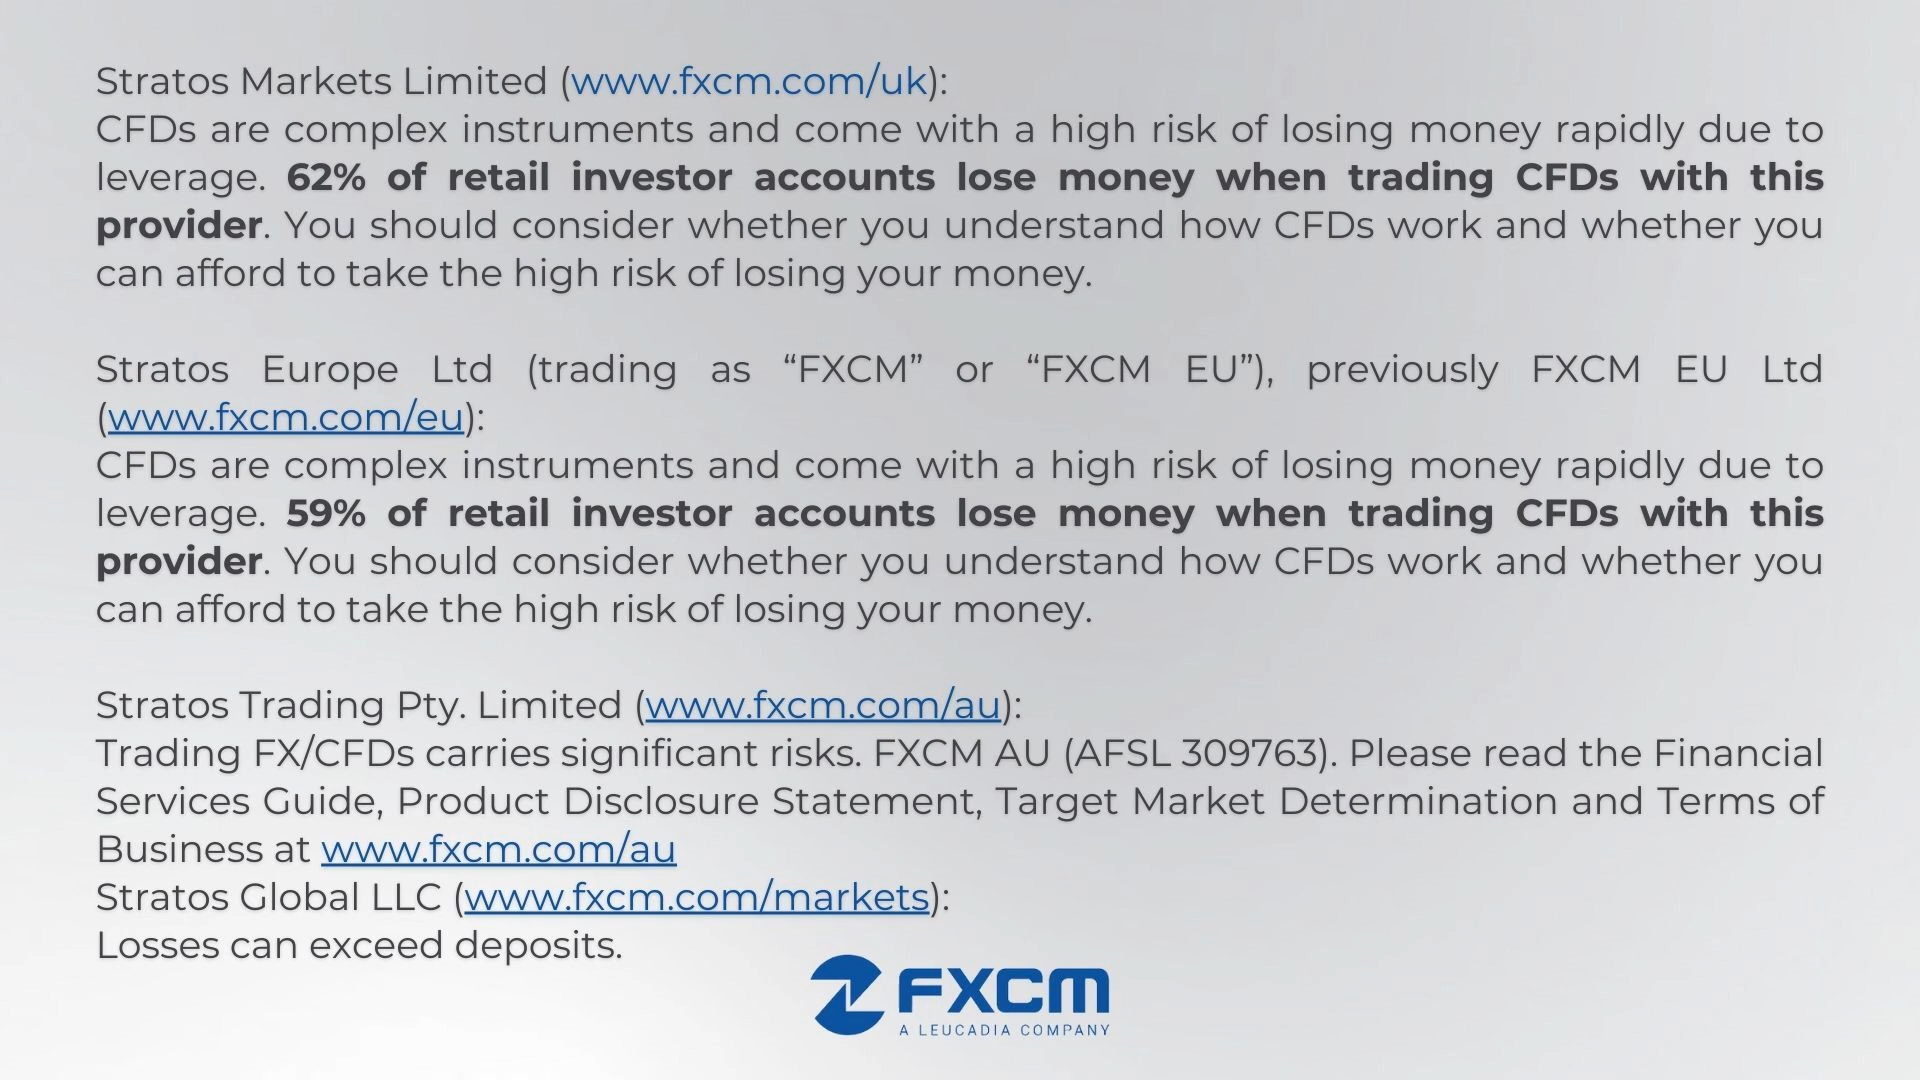 Stratos Markets Limited (www.fxcm.com/uk):
CFDs are complex instruments and come with a high risk of losing money rapidly due to
leverage. 62% of retail investor accounts lose money when trading CFDs with this
provider. You should consider whether you understand how CFDs work and whether you
can afford to take the high risk of losing your money.
Stratos Europe Ltd (trading as “FXCM” or “FXCM EU”), previously FXCM EU Ltd
(www.fxcm.com/eu):
CFDs are complex instruments and come with a high risk of losing money rapidly due to
leverage. 59% of retail investor accounts lose money when trading CFDs with this
provider. You should consider whether you understand how CFDs work and whether you
can afford to take the high risk of losing your money.
Stratos Trading Pty. Limited (www.fxcm.com/au):
Trading FX/CFDs carries significant risks. FXCM AU (AFSL 309763). Please read the Financial
Services Guide, Product Disclosure Statement, Target Market Determination and Terms of
Business at www.fxcm.com/au
Stratos Global LLC (www.fxcm.com/markets):
Losses can exceed deposits.
FXCM
A LEUCADIA COMPANY